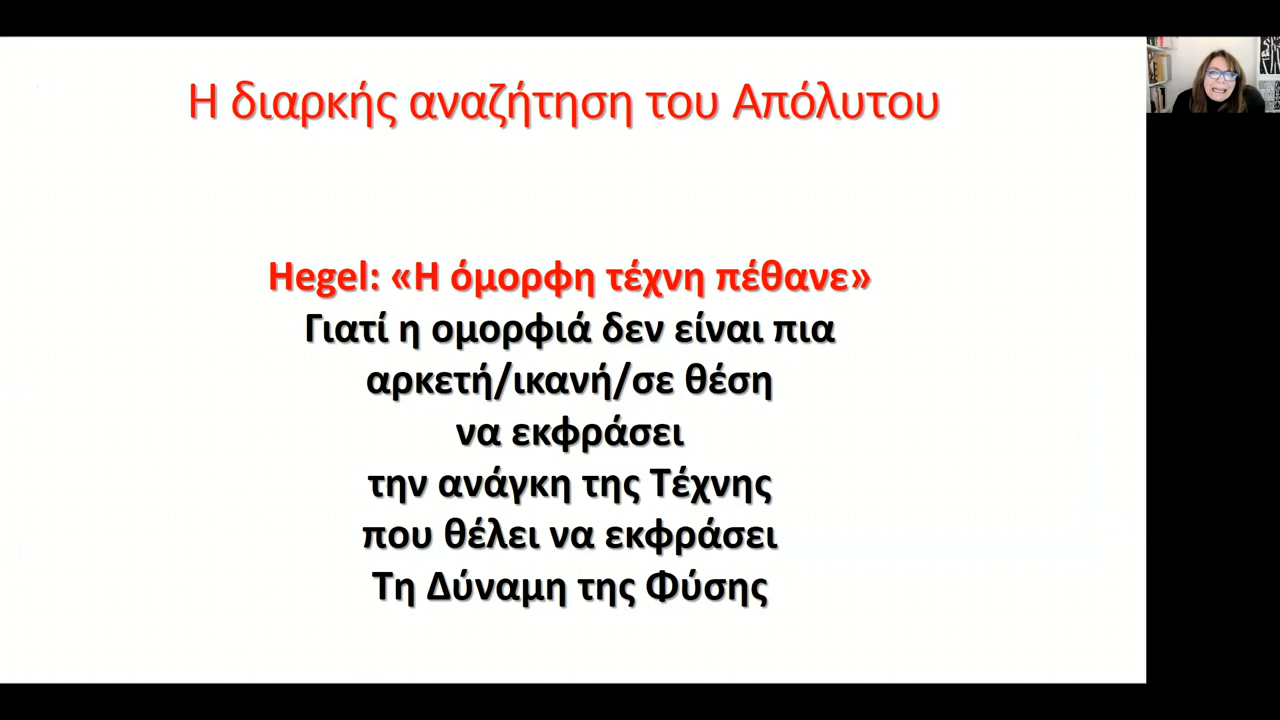 Η διαρκής αναζήτηση του Απόλυτου
Hegel: «Η όμορφη τέχνη πέθανε»
Γιατί η ομορφιά δεν είναι πια
αρκετή/ικανή/σε θέση
να εκφράσει
την ανάγκη της Τέχνης
που θέλει να εκφράσει
Τη Δύναμη της Φύσης